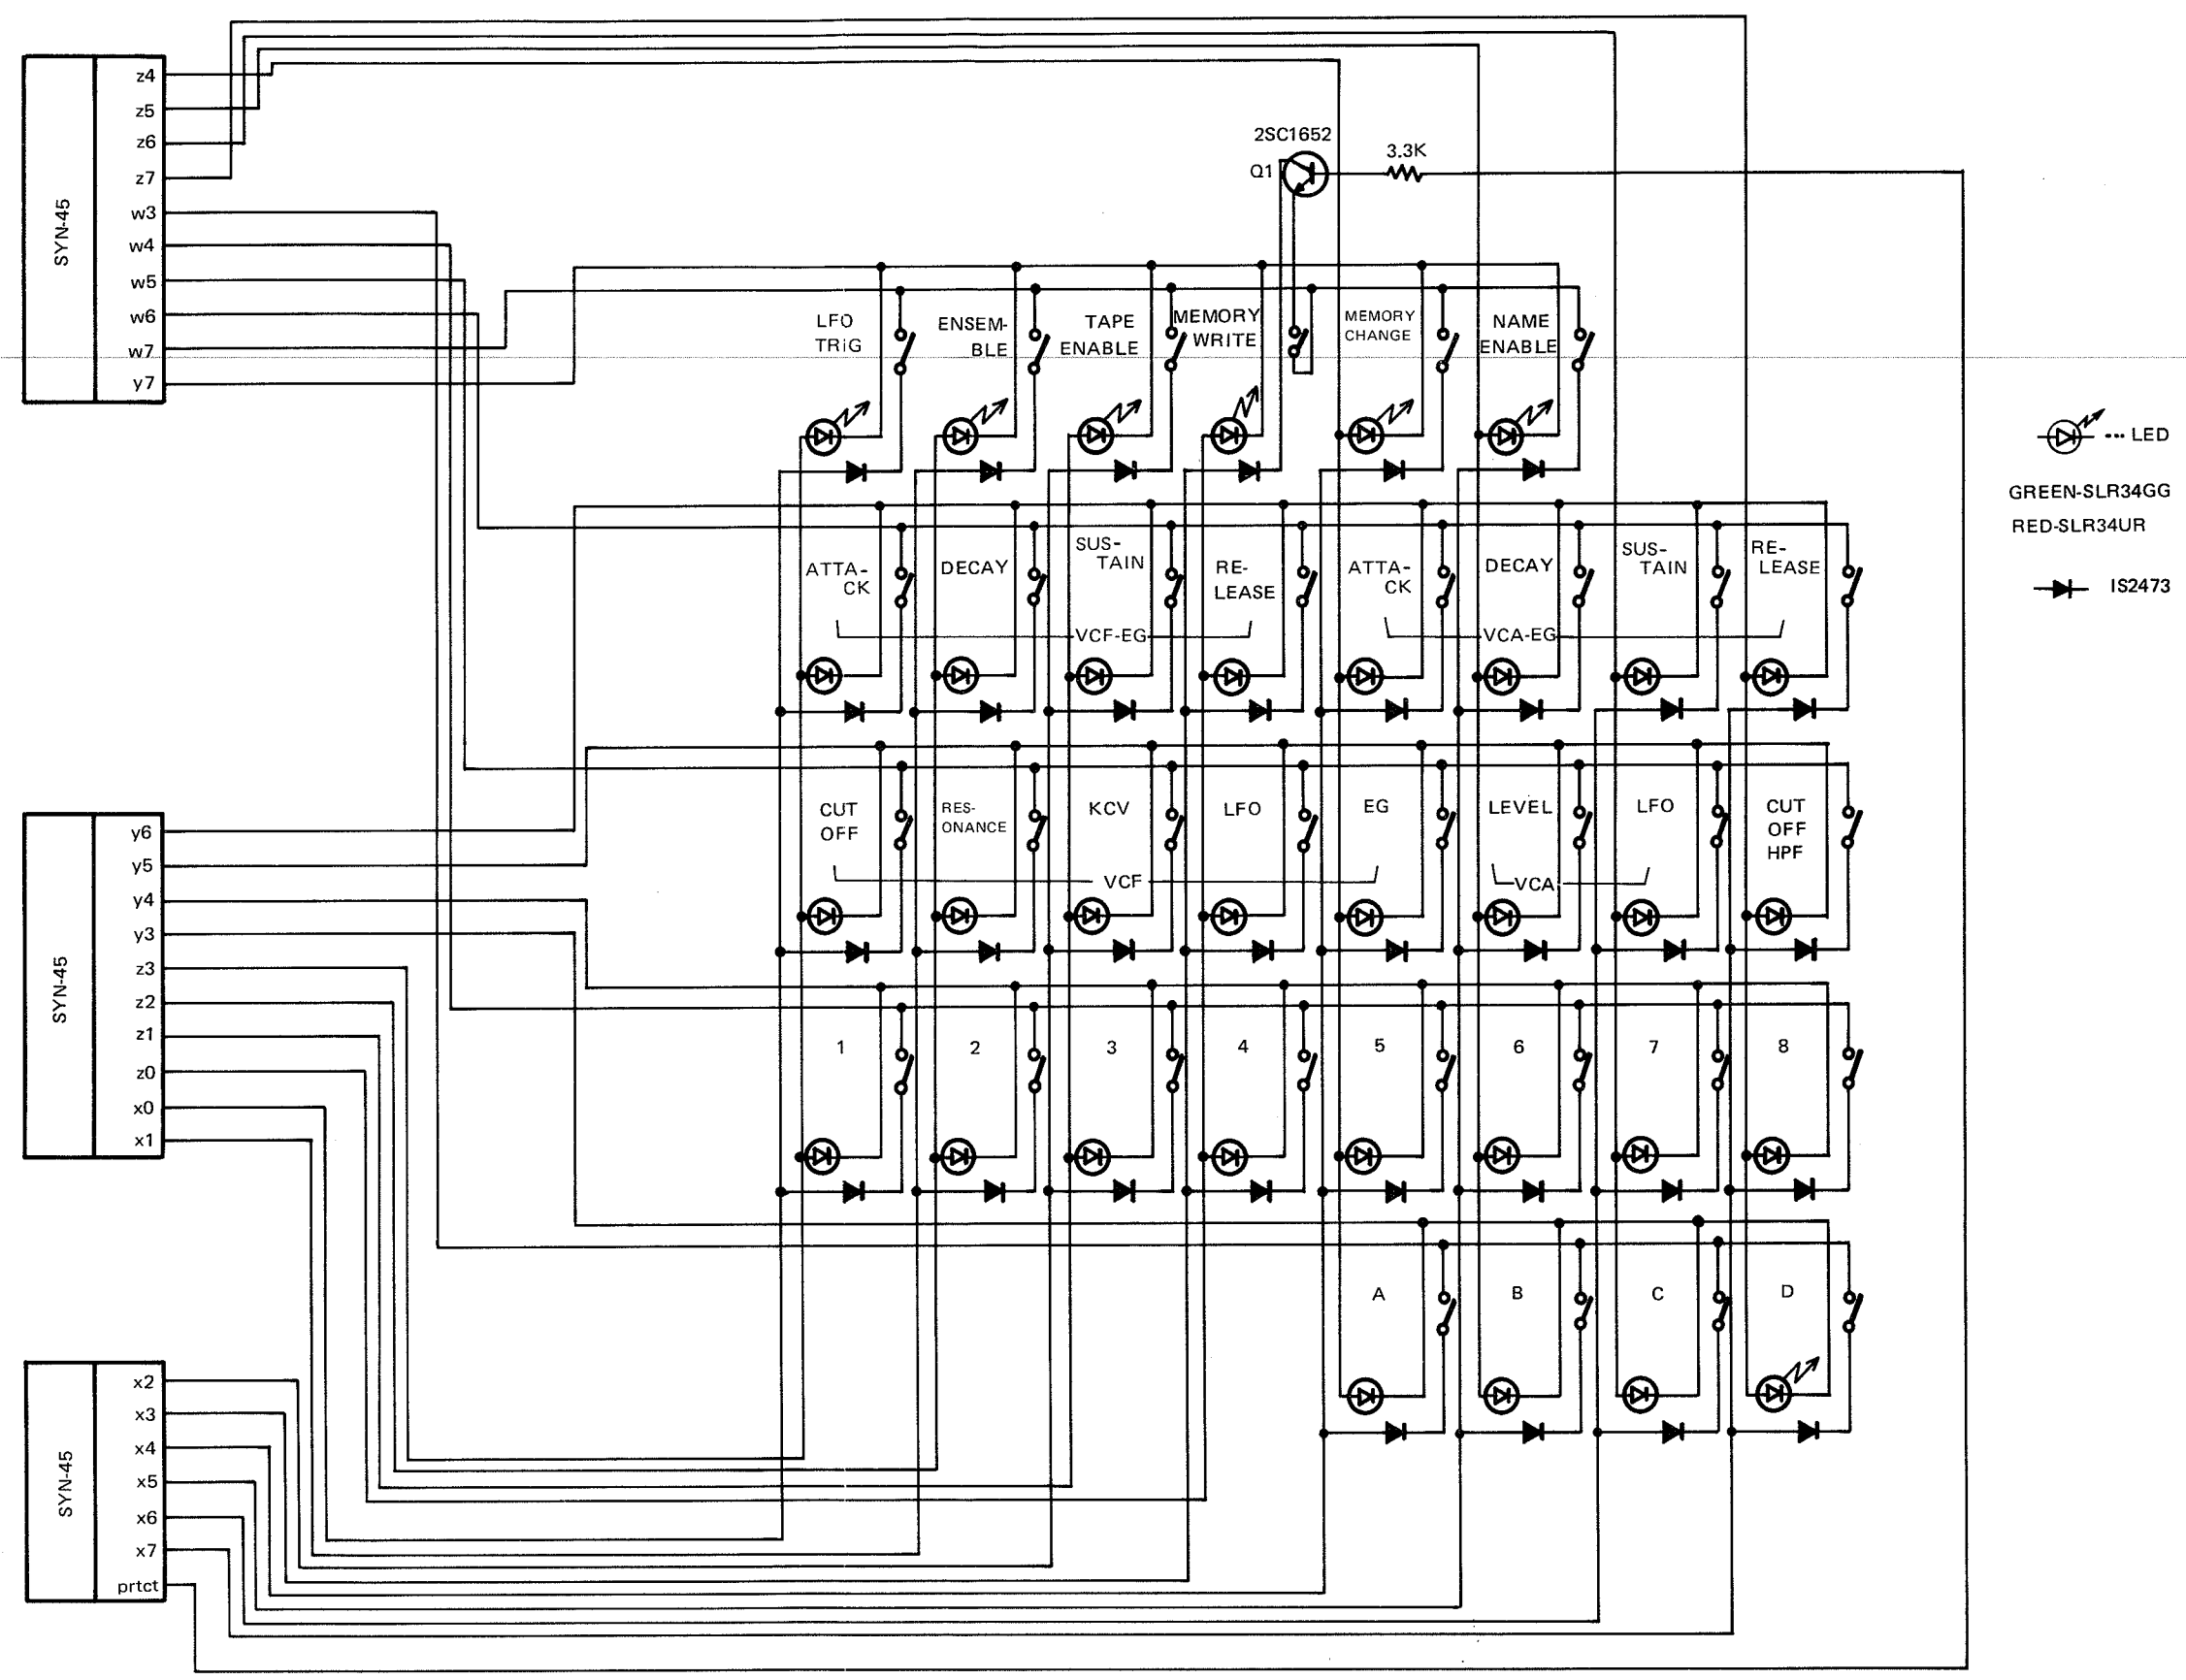 z4
z5
z6
z7
w3
w4
w5
w6
w7
y7
SYN-45
2SC1652
Q1
3.3K
LFO
TRiG
ENSEM-
BLE
TAPE
ENABLE
MEMORY
WRITE
MEMORY
CHANGE
NAME
ENABLE
--- LED
GREEN-SLR34GG
RED-SLR34UR
IS2473
ATTA-
CK
DECAY
SUS-
TAIN
RE-
LEASE
VCF-EG
ATTA-
CK
DECAY
SUS-
TAIN
RE-
LEASE
VCA-EG
SYN-45
y6
y5
y4
y3
z3
z2
z1
z0
x0
x1
CUT
OFF
RES-
ONANCE
KCV
LFO
EG
VCF
LEVEL
LFO
VCA
CUT
OFF
HPF
1
2
3
4
5
6
7
8
A
B
C
D
SYN-45
x2
x3
x4
x5
x6
x7
prtct